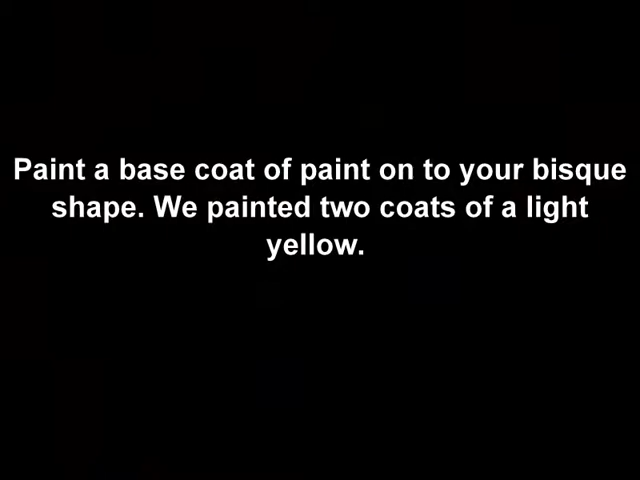 Paint a base coat of paint on to your bisque
shape. We painted two coats of a light
yellow.